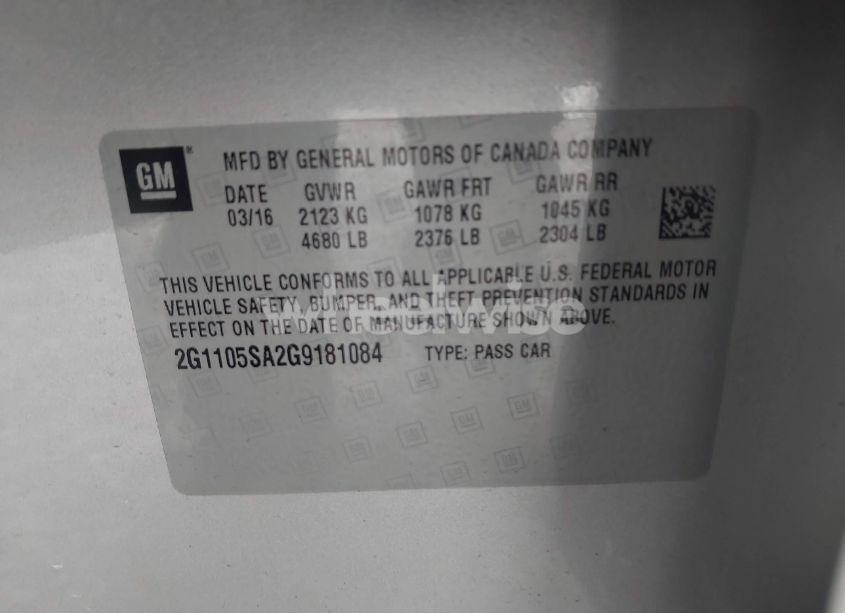 GM ® MFD BY GENERAL MOTORS OF CANADA COMPANY
DATE GVWR GAWR FRT GAWR RR
03/16 2123 KG 1078 KG 1045 KG
4680 LB 2376 LB 2304 LB
THIS VEHICLE CONFORMS TO ALL APPLICABLE U.S. FEDERAL MOTOR
VEHICLE SAFETY, BUMPER, AND THEFT PREVENTION STANDARDS IN
EFFECT ON THE DATE OF MANUFACTURE SHOWN ABOVE.
2G1105SA2G9181084 TYPE: PASS CAR